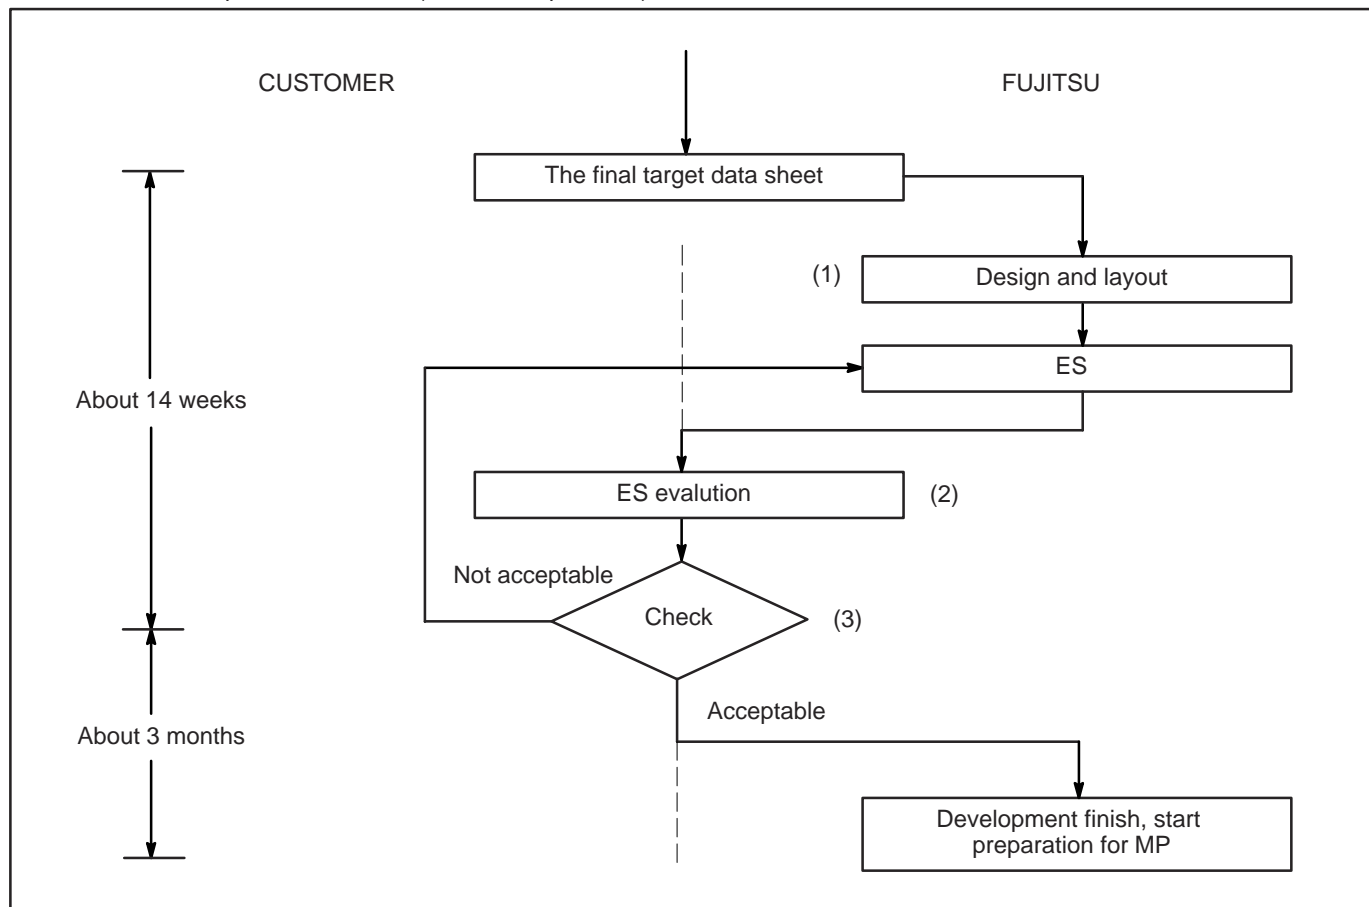 CUSTOMER
FUJITSU
The final target data sheet
(1)
Design and layout
ES
About 14 weeks
ES evalution
(2)
Not acceptable
Check
(3)
Acceptable
About 3 months
Development finish, start
preparation for MP